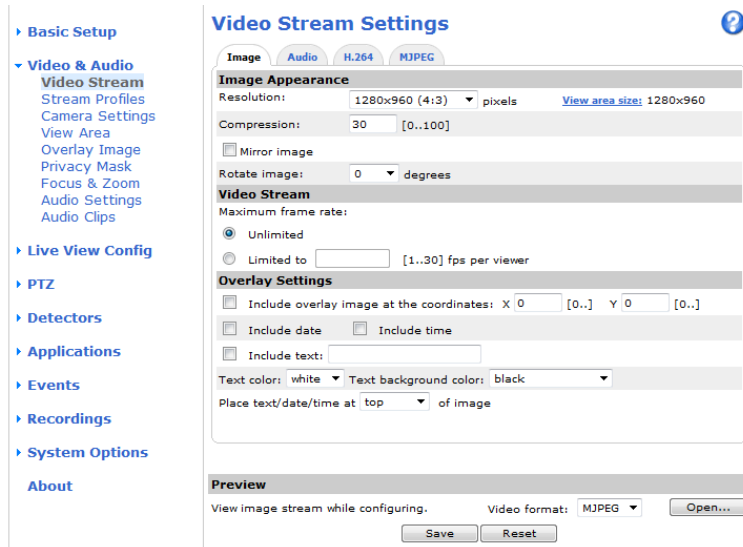 Basic Setup
Video & Audio
Video Stream
Stream Profiles
Camera Settings
View Area
Overlay Image
Privacy Mask
Focus & Zoom
Audio Settings
Audio Clips
Live View Config
PTZ
Detectors
Applications
Events
Recordings
System Options
About
Video Stream Settings ?
Image Audio H.264 MJPEG
Image Appearance
Resolution: 1280x960 (4:3) pixels View area size: 1280x960
Compression: 30 [0..100]
Mirror image
Rotate image: 0 degrees
Video Stream
Maximum frame rate:
Unlimited
Limited to [1..30] fps per viewer
Overlay Settings
Include overlay image at the coordinates: X 0 [0..] Y 0 [0..]
Include date Include time
Include text:
Text color: white Text background color: black
Place text/date/time at top of image
Preview
View image stream while configuring. Video format: MJPEG Open...
Save Reset